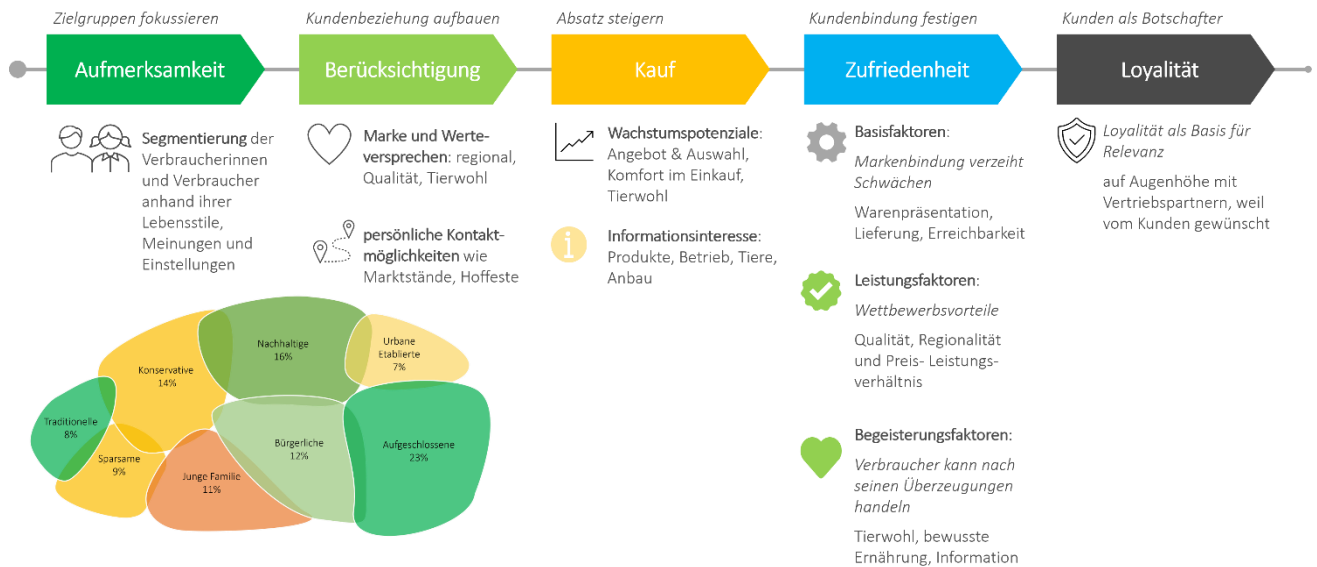 Zielgruppen fokussieren
Kundenbeziehung aufbauen
Absatz steigern
Kundenbindung festigen
Kunden als Botschafter
Aufmerksamkeit
Berücksichtigung
Kauf
Zufriedenheit
Loyalität
Segmentierung der
Verbraucherinnen
und Verbraucher
anhand ihrer
Lebensstile,
Meinungen und
Einstellungen
Marke und Werte-
versprechen: regional,
Qualität, Tierwohl
persönliche Kontakt-
möglichkeiten wie
Marktstände, Hoffeste
Wachstumspotenziale:
Angebot & Auswahl,
Komfort im Einkauf,
Tierwohl
Informationsinteresse:
Produkte, Betrieb, Tiere,
Anbau
Basisfaktoren:
Markenbindung verzeiht
Schwächen
Warenpräsentation,
Lieferung, Erreichbarkeit
Leistungsfaktoren:
Wettbewerbsvorteile
Qualität, Regionalität
und Preis- Leistungs-
verhältnis
Begeisterungsfaktoren:
Verbraucher kann nach
seinen Überzeugungen
handeln
Tierwohl, bewusste
Ernährung, Information
Loyalität als Basis für
Relevanz
auf Augenhöhe mit
Vertriebspartnern, weil
vom Kunden gewünscht
Nachhaltige
16%
Urbane
Etablierte
7%
Konservative
14%
Traditionelle
8%
Bürgerliche
12%
Aufgeschlossene
23%
Sparsame
9%
Junge Familie
11%